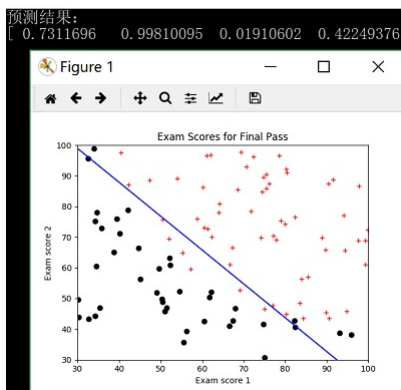 预测结果：
[ 0.7311696 0.99810095 0.01910602 0.42249376
Figure 1
Exam Scores for Final Pass
100
90
80
70
60
50
40
30
Exam score 2
30 40 50 60 70 80 90 100
Exam score 1